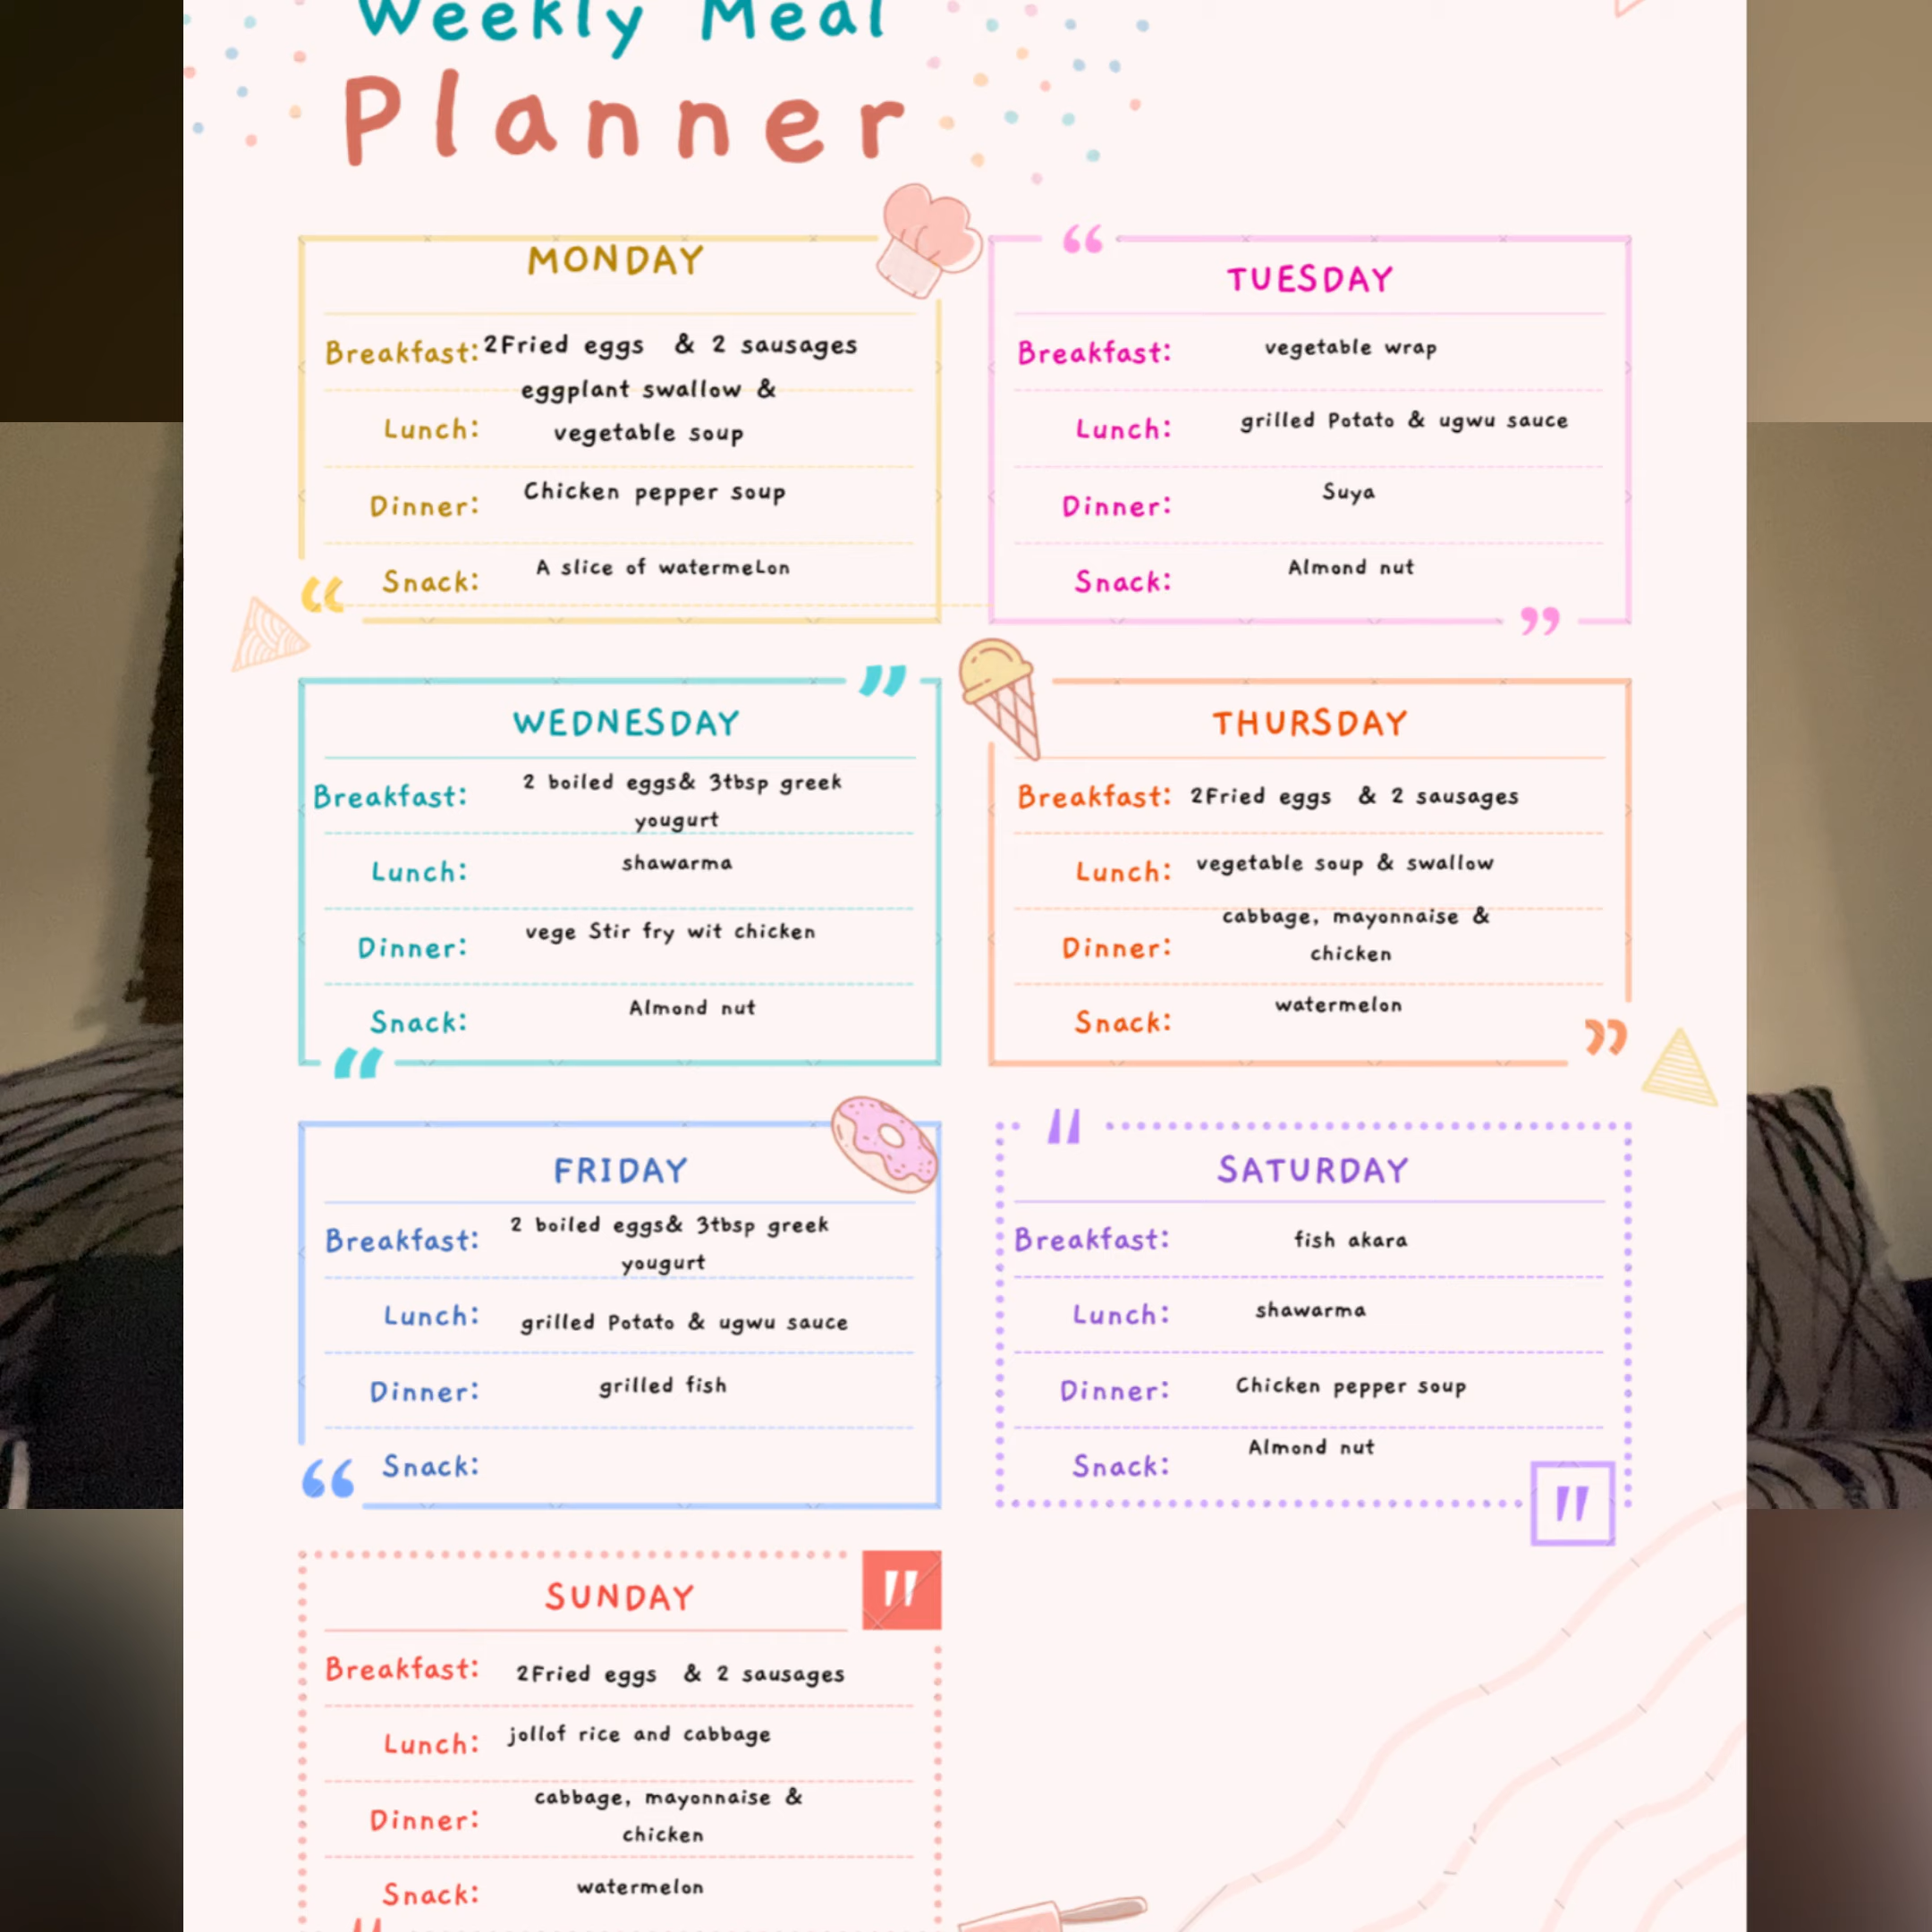 Weekly Meal
Planner
MONDAY
Breakfast: 2Fried eggs & 2 sausages
Lunch: eggplant swallow &
vegetable soup
Dinner: Chicken pepper soup
Snack: A slice of watermeLon
TUESDAY
Breakfast: vegetable wrap
Lunch: grilled Potato & ugwu sauce
Dinner: Suya
Snack: Almond nut
WEDNESDAY
Breakfast: 2 boiled eggs& 3tbsp greek
yougurt
Lunch: shawarma
Dinner: vege Stir fry wit chicken
Snack: Almond nut
THURSDAY
Breakfast: 2Fried eggs & 2 sausages
Lunch: vegetable soup & swallow
Dinner: cabbage, mayonnaise &
chicken
Snack: watermelon
FRIDAY
Breakfast: 2 boiled eggs& 3tbsp greek
yougurt
Lunch: grilled Potato & ugwu sauce
Dinner: grilled fish
Snack:
SATURDAY
Breakfast: fish akara
Lunch: shawarma
Dinner: Chicken pepper soup
Snack: Almond nut
SUNDAY
Breakfast: 2Fried eggs & 2 sausages
Lunch: jollof rice and cabbage
Dinner: cabbage, mayonnaise &
chicken
Snack: watermelon